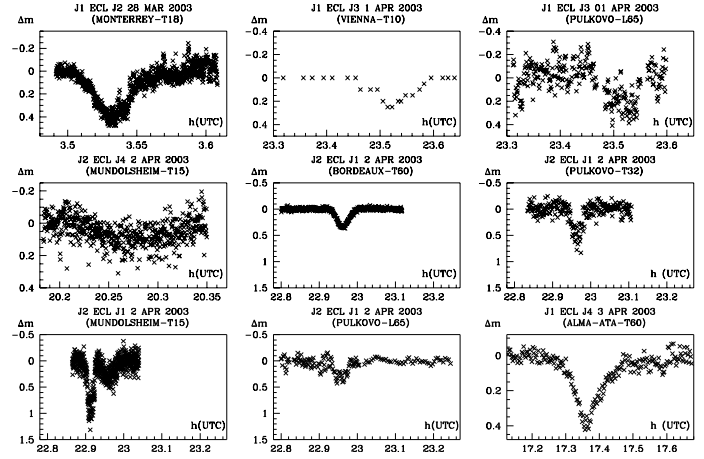 J1 ECL J2 28 MAR 2003
(MONTERREY-T18)
Δm
-0.2
0
0.2
0.4
h(UTC)
3.5 3.55 3.6
J1 ECL J3 1 APR 2003
(VIENNA-T10)
Δm
-0.4
-0.2
0
0.2
0.4
h(UTC)
23.3 23.4 23.5 23.6
J1 ECL J3 01 APR 2003
(PULKOVO-L65)
Δm
-0.2
0
0.2
0.4
h(UTC)
23.3 23.4 23.5 23.6
J2 ECL J4 2 APR 2003
(MUNDOLSHEIM-T15)
Δm
-0.2
0
0.2
0.4
h(UTC)
20.2 20.25 20.3 20.35
J2 ECL J1 2 APR 2003
(BORDEAUX-T60)
Δm
-0.5
0
0.5
1
1.5
h(UTC)
22.8 22.9 23 23.1 23.2
J2 ECL J1 2 APR 2003
(PULKOVO-T32)
Δm
-0.5
0
0.5
1
1.5
h(UTC)
22.8 22.9 23 23.1 23.2
J2 ECL J1 2 APR 2003
(MUNDOLSHEIM-T15)
Δm
-0.5
0
0.5
1
1.5
h(UTC)
22.8 22.9 23 23.1 23.2
J2 ECL J1 2 APR 2003
(PULKOVO-L65)
Δm
-0.5
0
0.5
1
1.5
h(UTC)
22.8 22.9 23 23.1 23.2
J1 ECL J4 3 APR 2003
(ALMA-ATA-T60)
Δm
0
0.2
0.4
h(UTC)
17.2 17.3 17.4 17.5 17.6